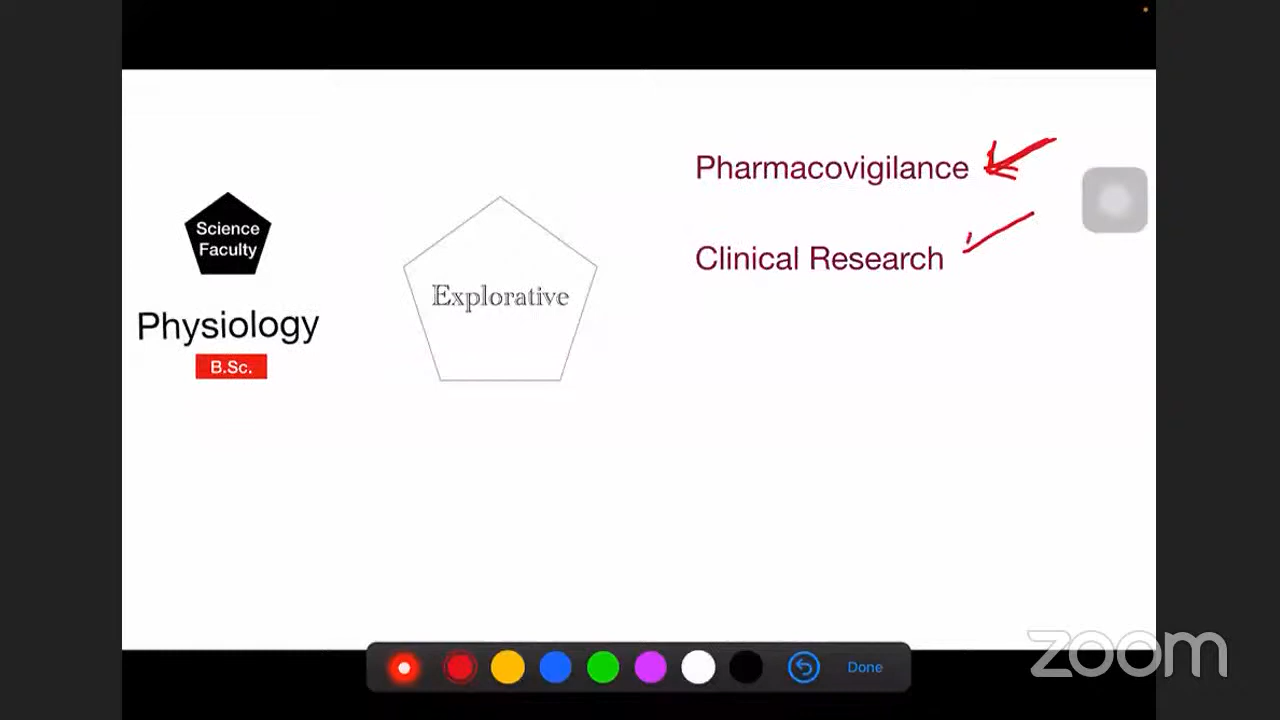 Science
Faculty
Physiology
B.Sc.
Explorative
Pharmacovigilance
Clinical Research
Done
zoom